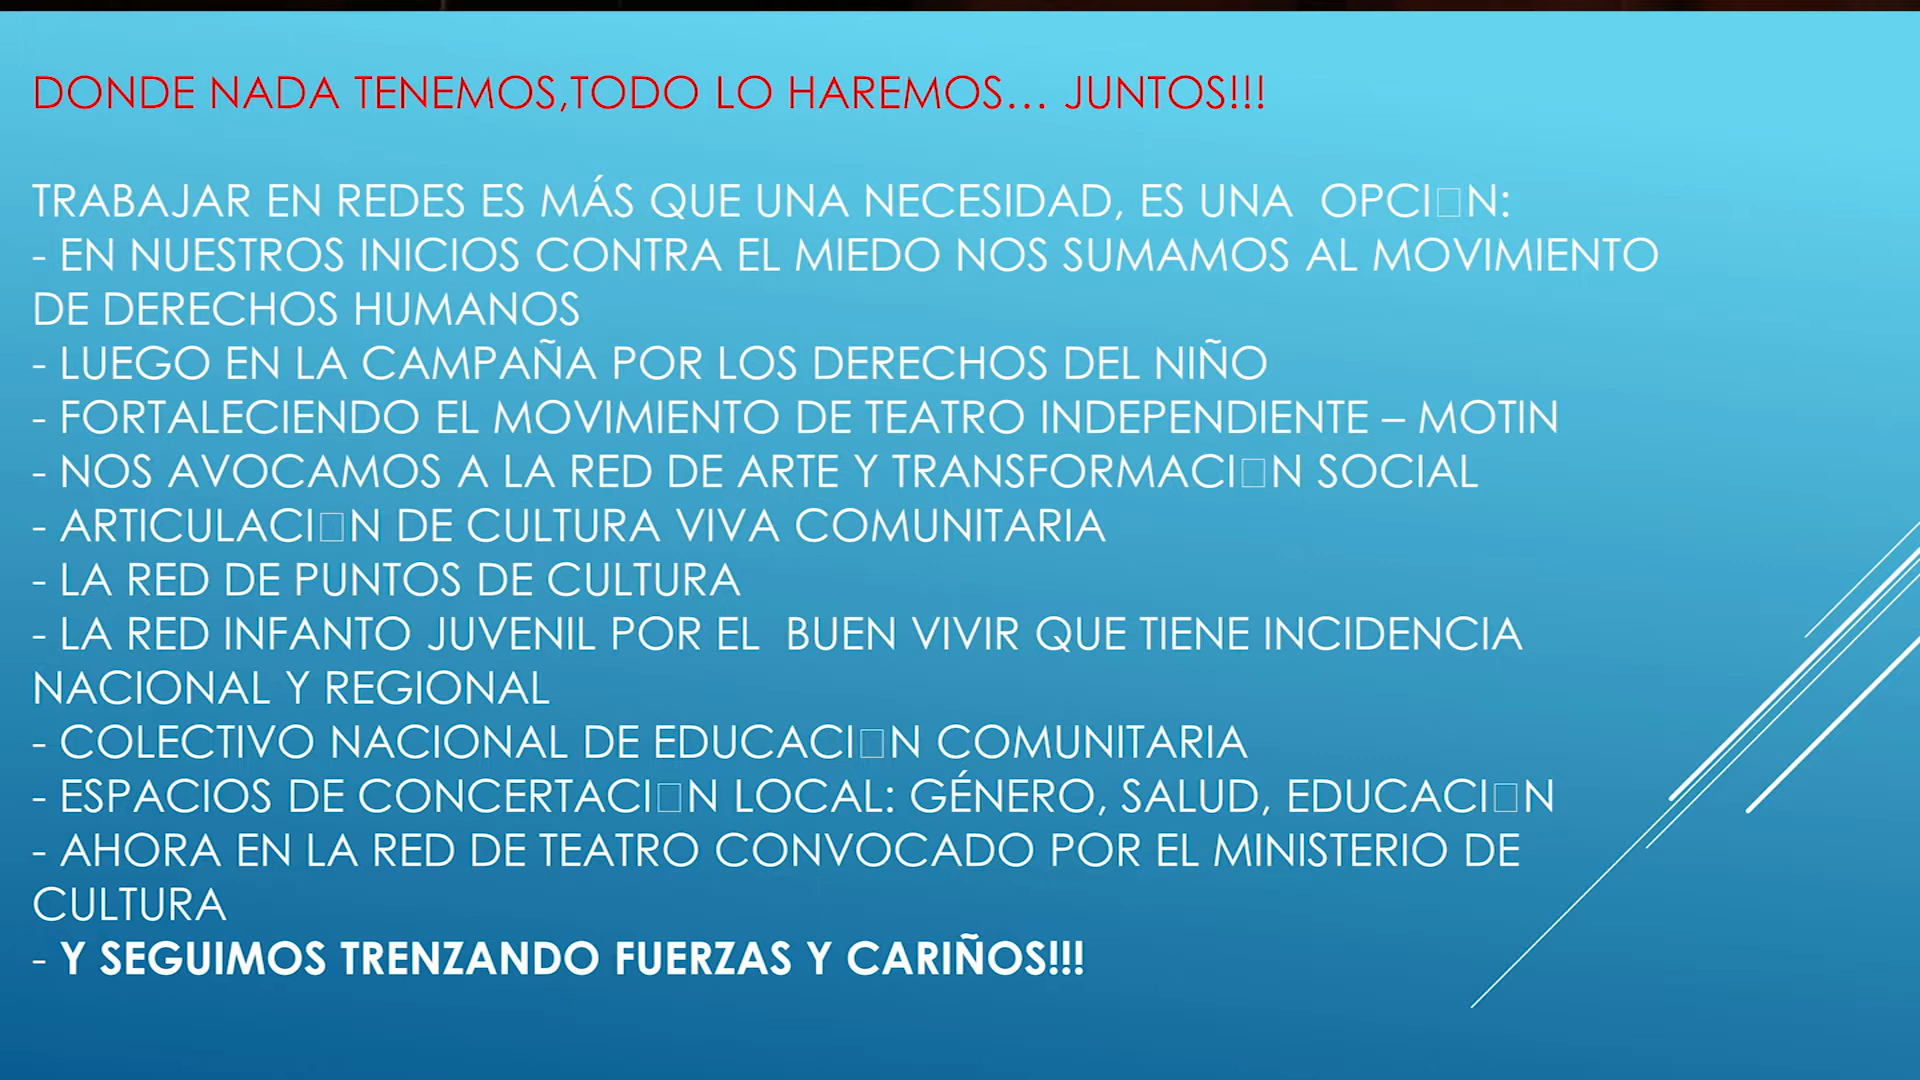 DONDE NADA TENEMOS,TODO LO HAREMOS... JUNTOS!!!
TRABAJAR EN REDES ES MÁS QUE UNA NECESIDAD, ES UNA  OPCI□N:
- EN NUESTROS INICIOS CONTRA EL MIEDO NOS SUMAMOS AL MOVIMIENTO
DE DERECHOS HUMANOS
- LUEGO EN LA CAMPAÑA POR LOS DERECHOS DEL NIÑO
- FORTALECIENDO EL MOVIMIENTO DE TEATRO INDEPENDIENTE – MOTIN
- NOS AVOCAMOS A LA RED DE ARTE Y TRANSFORMACI□N SOCIAL
- ARTICULACI□N DE CULTURA VIVA COMUNITARIA
- LA RED DE PUNTOS DE CULTURA
- LA RED INFANTO JUVENIL POR EL  BUEN VIVIR QUE TIENE INCIDENCIA
NACIONAL Y REGIONAL
- COLECTIVO NACIONAL DE EDUCACI□N COMUNITARIA
- ESPACIOS DE CONCERTACI□N LOCAL: GÉNERO, SALUD, EDUCACI□N
- AHORA EN LA RED DE TEATRO CONVOCADO POR EL MINISTERIO DE
CULTURA
- Y SEGUIMOS TRENZANDO FUERZAS Y CARIÑOS!!!